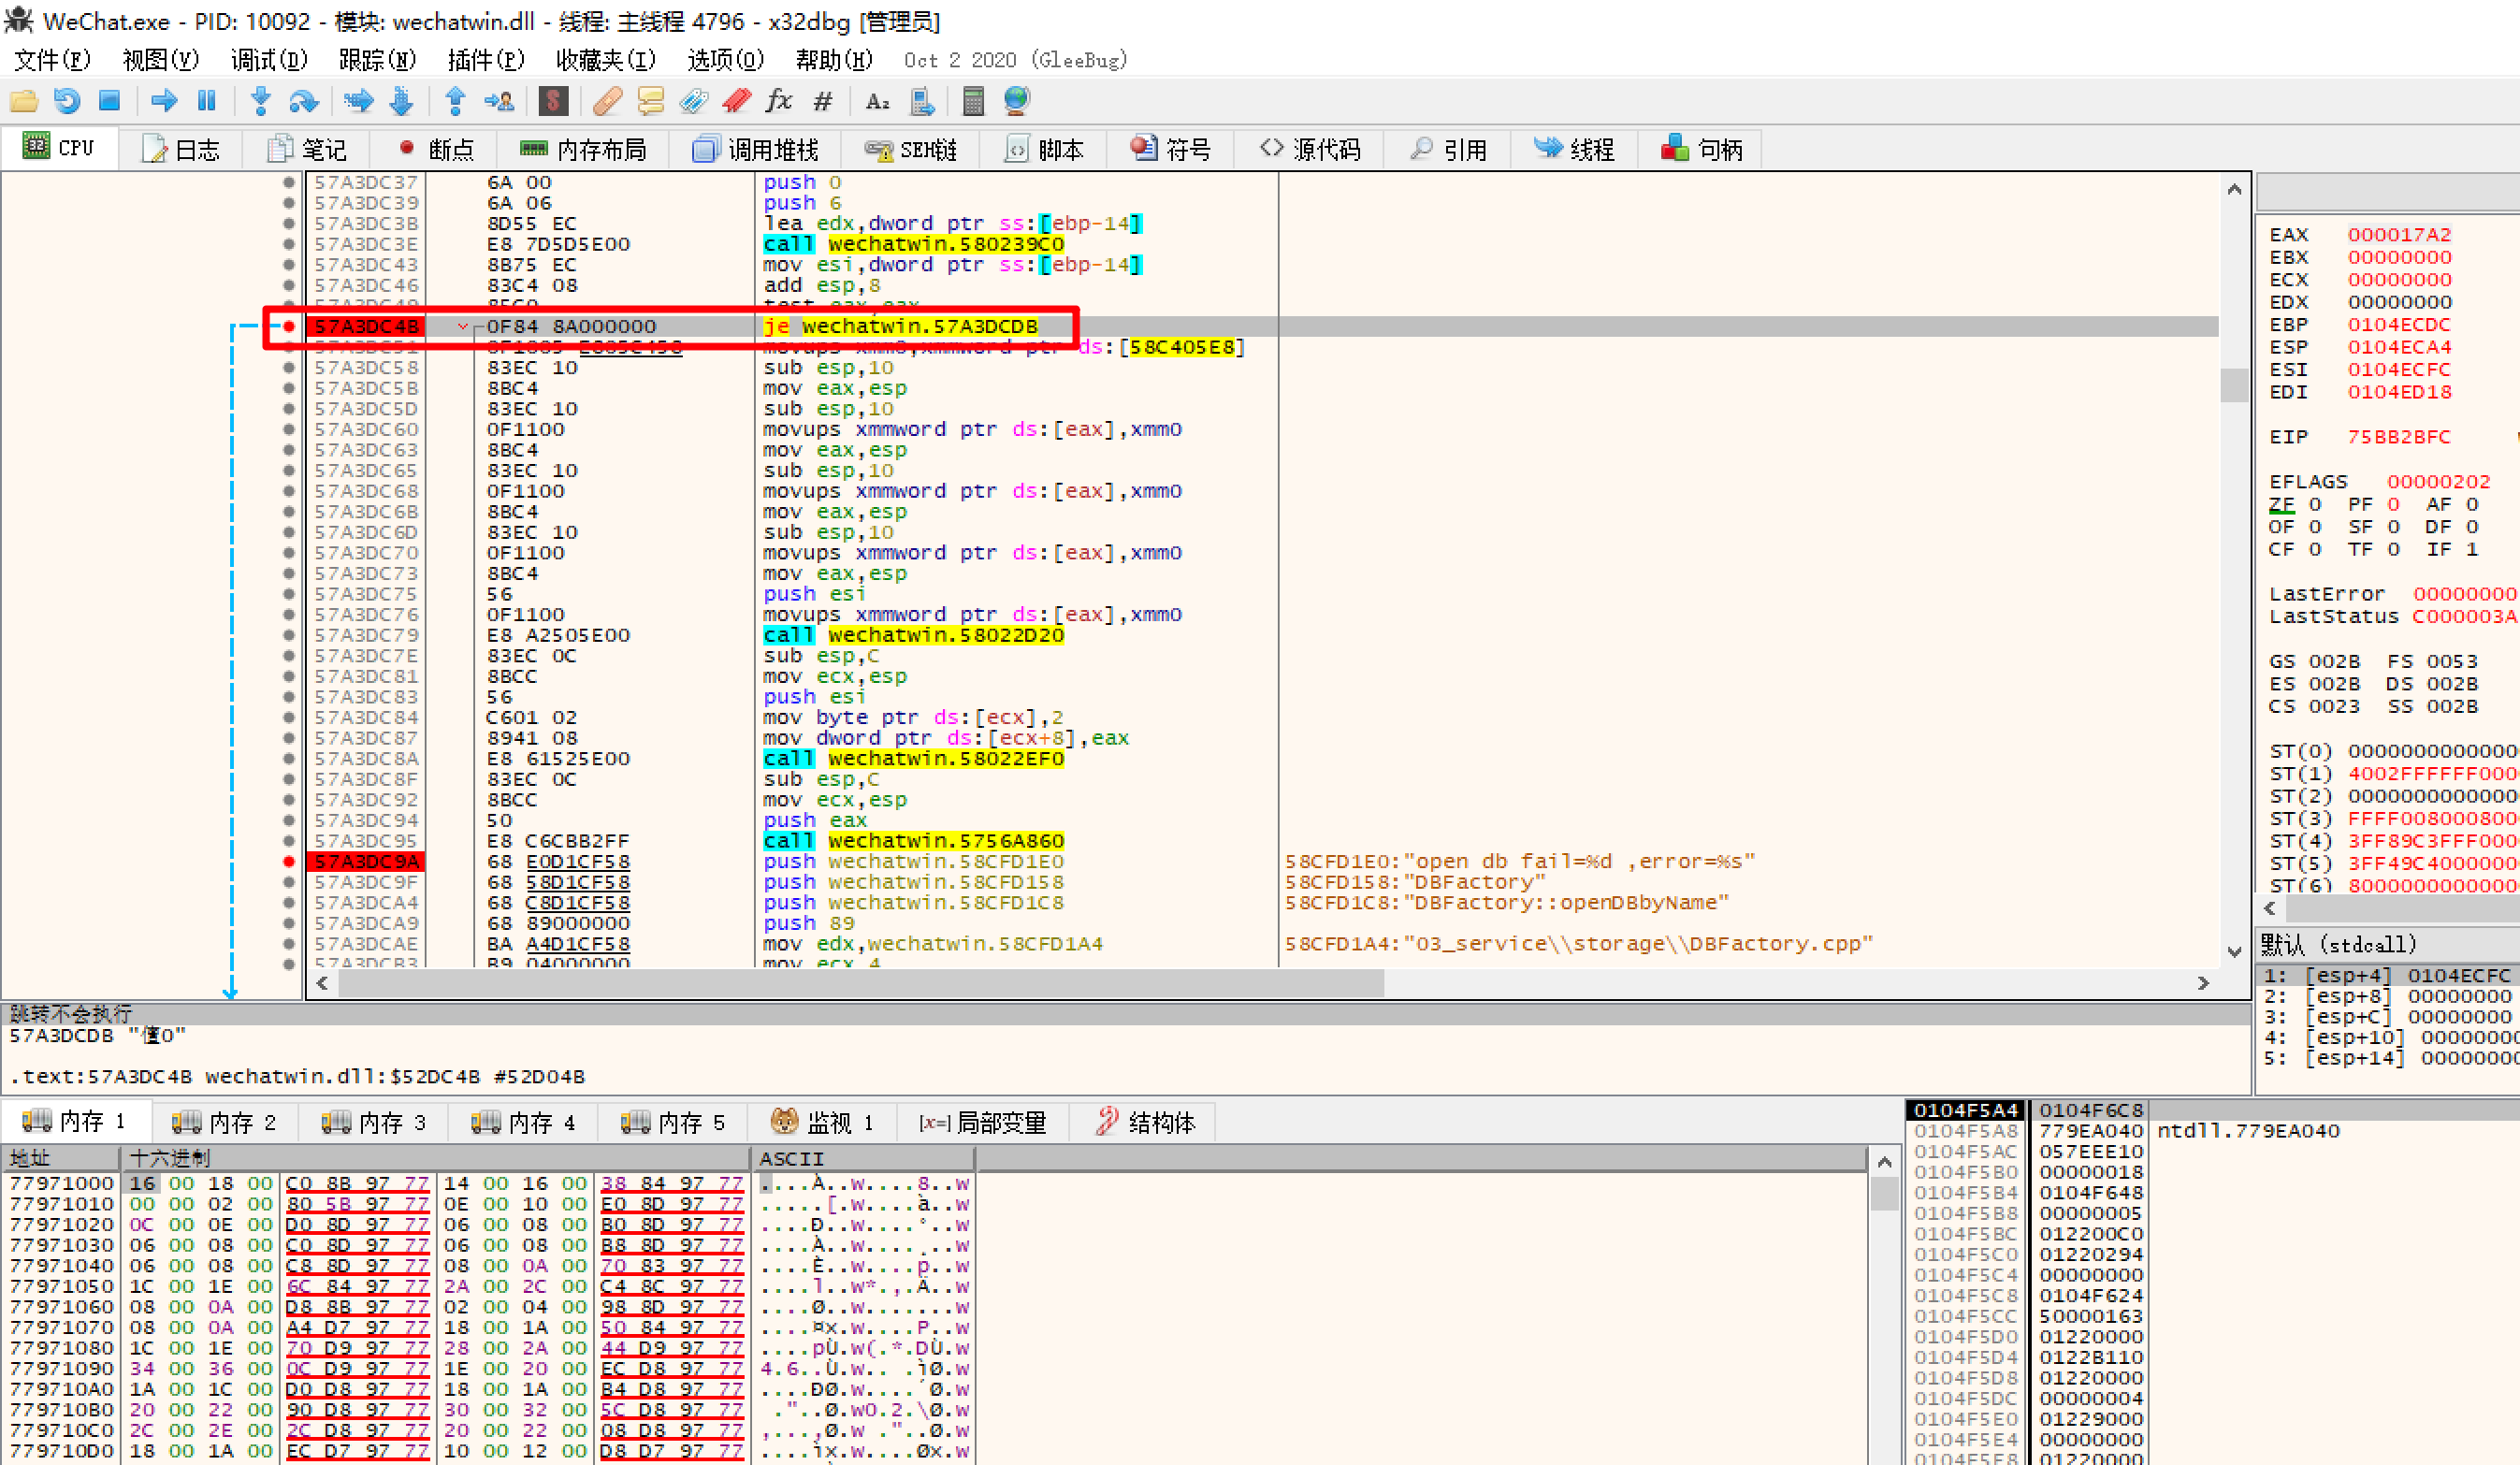 WeChat.exe - PID: 10092 - 模块: wechatwin.dll - 线程: 主线程 4796 - x32dbg [管理员]
文件(F) 视图(V) 调试(D) 跟踪(N) 插件(P) 收藏夹(I) 选项(O) 帮助(H) Oct 2 2020 (GleeBug)
CPU 日志 笔记 断点 内存布局 调用堆栈 SEH链 脚本 符号 源代码 引用 线程 句柄
57A3DC37 6A 00 push 0
57A3DC39 6A 06 push 6
57A3DC3B 8D55 EC lea edx,dword ptr ss:[ebp-14]
57A3DC3E E8 7D5D5E00 call wechatwin.580239C0
57A3DC43 8B75 EC mov esi,dword ptr ss:[ebp-14]
57A3DC46 83C4 08 add esp,8
57A3DC49 85C0 test eax,eax
57A3DC4B 0F84 8A000000 je wechatwin.57A3DCDB
57A3DC51 0F1005 E805C458 movups xmm0,xmmword ptr ds:[58C405E8]
57A3DC58 83EC 10 sub esp,10
57A3DC5B 8BC4 mov eax,esp
57A3DC5D 83EC 10 sub esp,10
57A3DC60 0F1100 movups xmmword ptr ds:[eax],xmm0
57A3DC63 8BC4 mov eax,esp
57A3DC65 83EC 10 sub esp,10
57A3DC68 0F1100 movups xmmword ptr ds:[eax],xmm0
57A3DC6B 8BC4 mov eax,esp
57A3DC6D 83EC 10 sub esp,10
57A3DC70 0F1100 movups xmmword ptr ds:[eax],xmm0
57A3DC73 8BC4 mov eax,esp
57A3DC75 56 push esi
57A3DC76 0F1100 movups xmmword ptr ds:[eax],xmm0
57A3DC79 E8 A2505E00 call wechatwin.58022D20
57A3DC7E 83EC 0C sub esp,C
57A3DC81 8BCC mov ecx,esp
57A3DC83 56 push esi
57A3DC84 C601 02 mov byte ptr ds:[ecx],2
57A3DC87 8941 08 mov dword ptr ds:[ecx+8],eax
57A3DC8A E8 61525E00 call wechatwin.58022EF0
57A3DC8F 83EC 0C sub esp,C
57A3DC92 8BCC mov ecx,esp
57A3DC94 50 push eax
57A3DC95 E8 C6CBB2FF call wechatwin.5756A860
57A3DC9A 68 E0D1CF58 push wechatwin.58CFD1E0 58CFD1E0:"open db fail=%d ,error=%s"
57A3DC9F 68 58D1CF58 push wechatwin.58CFD158 58CFD158:"DBFactory"
57A3DCA4 68 C8D1CF58 push wechatwin.58CFD1C8 58CFD1C8:"DBFactory::openDBbyName"
57A3DCA9 68 89000000 push 89
57A3DCAE BA A4D1CF58 mov edx,wechatwin.58CFD1A4 58CFD1A4:"03_service\\storage\\DBFactory.cpp"
57A3DCB3 B9 04000000 mov ecx,4
EAX 000017A2
EBX 00000000
ECX 00000000
EDX 00000000
EBP 0104ECDC
ESP 0104ECA4
ESI 0104ECFC
EDI 0104ED18
EIP 75BB2BFC
EFLAGS 00000202
ZF 0 PF 0 AF 0
OF 0 SF 0 DF 0
CF 0 TF 0 IF 1
LastError 00000000
LastStatus C000003A
GS 002B FS 0053
ES 002B DS 002B
CS 0023 SS 002B
ST(0) 0000000000000
ST(1) 4002FFFFFF000
ST(2) 0000000000000
ST(3) FFFF008000800
ST(4) 3FF89C3FFF000
ST(5) 3FF49C4000000
ST(6) 8000000000000
默认 (stdcall)
1: [esp+4] 0104ECFC
2: [esp+8] 00000000
3: [esp+C] 00000000
4: [esp+10] 0000000
5: [esp+14] 0000000
跳转不会执行
57A3DCDB "0"
.text:57A3DC4B wechatwin.dll:$52DC4B #52D04B
内存 1 内存 2 内存 3 内存 4 内存 5 监视 1 [x=] 局部变量 结构体
地址 十六进制 ASCII
77971000 16 00 18 00 C0 8B 97 77 14 00 16 00 38 84 97 77 ....À..w....8..w
77971010 00 00 02 00 80 5B 97 77 0E 00 10 00 E0 8D 97 77 .....[.w....à..w
77971020 0C 00 0E 00 D0 8D 97 77 06 00 08 00 B0 8D 97 77 ....Ð..w....°..w
77971030 06 00 08 00 C0 8D 97 77 06 00 08 00 B8 8D 97 77 ....À..w....¸..w
77971040 06 00 08 00 C8 8D 97 77 08 00 0A 00 70 83 97 77 ....È..w....p..w
77971050 1C 00 1E 00 6C 84 97 77 2A 00 2C 00 C4 8C 97 77 ....l..w*.,.Ä..w
77971060 08 00 0A 00 D8 8B 97 77 02 00 04 00 98 8D 97 77 ....Ø..w.......w
77971070 08 00 0A 00 A4 D7 97 77 18 00 1A 00 50 84 97 77 ....¤×.w....P..w
77971080 1C 00 1E 00 70 D9 97 77 28 00 2A 00 44 D9 97 77 ....pÙ.w(.*.DÙ.w
77971090 34 00 36 00 0C D9 97 77 1E 00 20 00 EC D8 97 77 4.6..Ù.w.. .ìØ.w
779710A0 1A 00 1C 00 D0 D8 97 77 18 00 1A 00 B4 D8 97 77 ....ÐØ.w....´Ø.w
779710B0 20 00 22 00 90 D8 97 77 30 00 32 00 5C D8 97 77  ."..Ø.w0.2.\Ø.w
779710C0 2C 00 2E 00 2C D8 97 77 20 00 22 00 08 D8 97 77 ,...,Ø.w ."..Ø.w
779710D0 18 00 1A 00 EC D7 97 77 10 00 12 00 D8 D7 97 77 ....ì×.w....Ø×.w
0104F5A4 0104F6C8
0104F5A8 779EA040 ntdll.779EA040
0104F5AC 057EEE10
0104F5B0 00000018
0104F5B4 0104F648
0104F5B8 00000005
0104F5BC 012200C0
0104F5C0 01220294
0104F5C4 00000000
0104F5C8 0104F624
0104F5CC 50000163
0104F5D0 01220000
0104F5D4 0122B110
0104F5D8 01220000
0104F5DC 00000004
0104F5E0 01229000
0104F5E4 00000000
0104F5E8 01220000